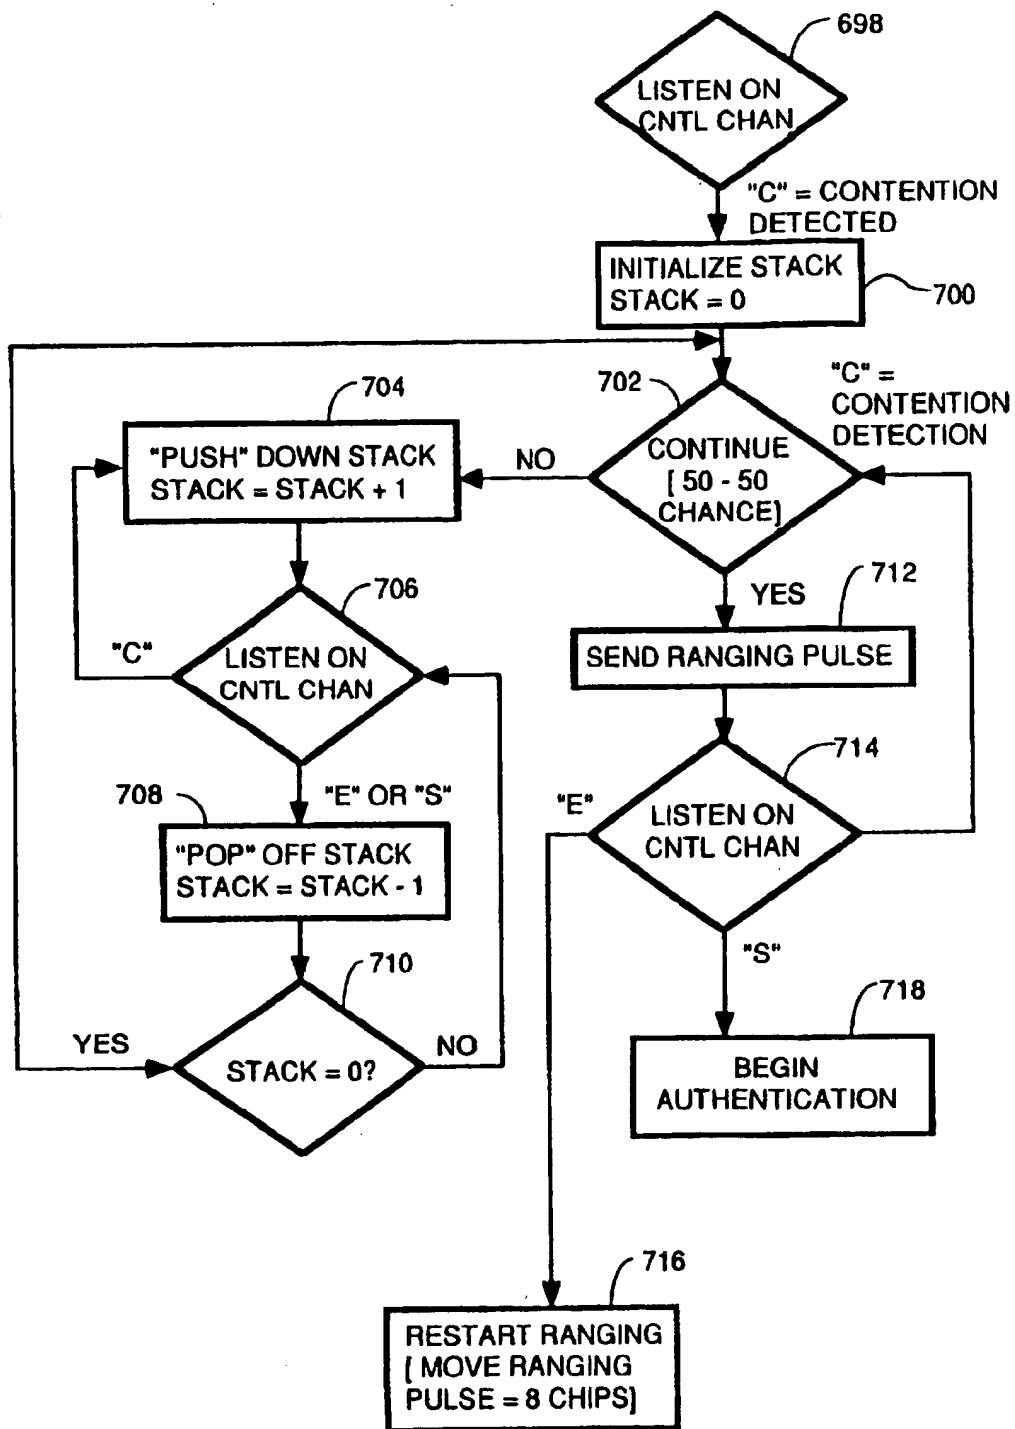 698
LISTEN ON
CNTL CHAN
"C" = CONTENTION
DETECTED
INITIALIZE STACK
STACK = 0
700
704
702
"C" =
CONTENTION
DETECTION
"PUSH" DOWN STACK
STACK = STACK + 1
NO
CONTINUE
[ 50 - 50
CHANCE]
706
712
YES
"C"
LISTEN ON
CNTL CHAN
SEND RANGING PULSE
714
708
"E" OR "S"
"E"
LISTEN ON
CNTL CHAN
"POP" OFF STACK
STACK = STACK - 1
"S"
710
718
YES
STACK = 0?
NO
BEGIN
AUTHENTICATION
716
RESTART RANGING
[ MOVE RANGING
PULSE = 8 CHIPS]